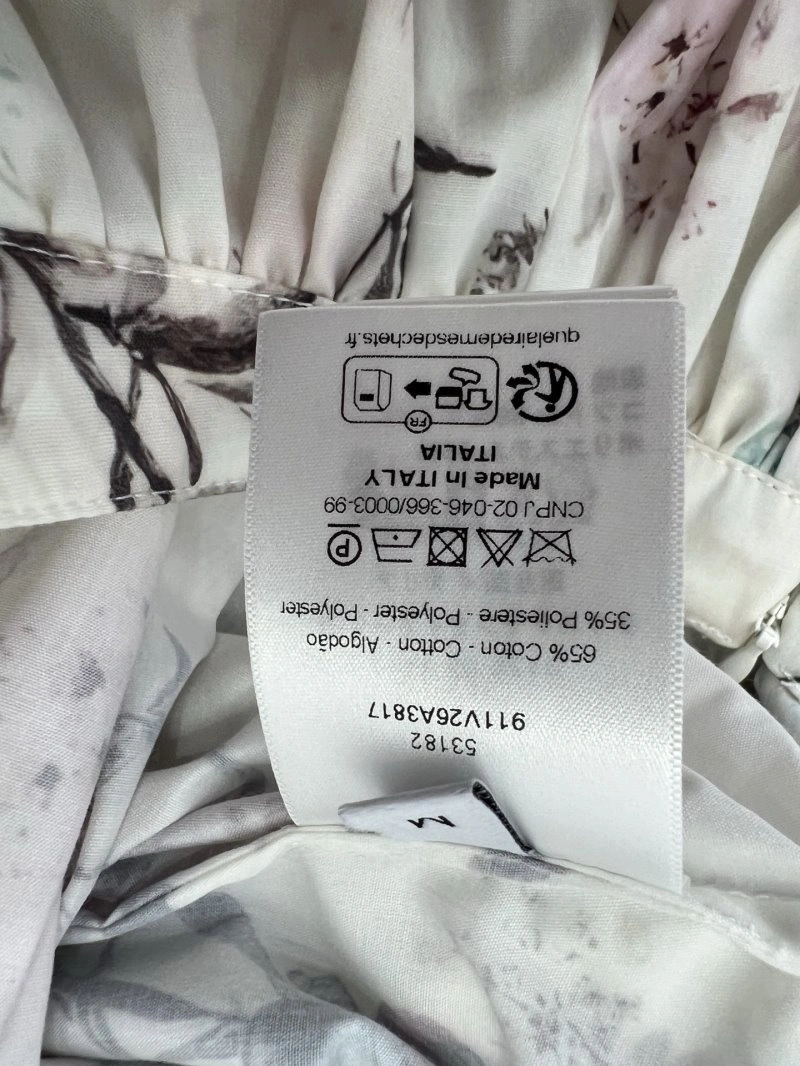 M
53182
911V26A3817
65% Coton - Cotton - Algodão
35% Poliestere - Polyester - Polyester
P
CNPJ 02-046-366/0003-99
Made In ITALY
ITALIA
FR
quelairedemesdechets.fr